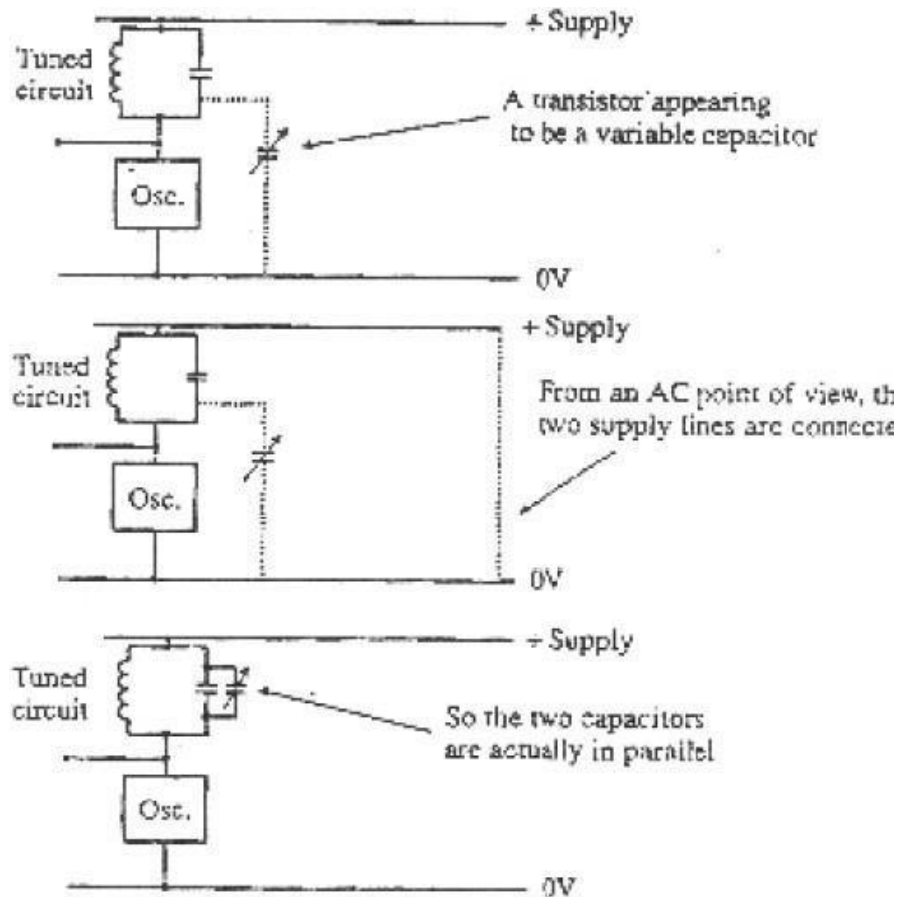 + Supply
Tuned
circuit
A transistor appearing
to be a variable capacitor
Osc.
0V
+ Supply
Tuned
circuit
From an AC point of view, th
two supply lines are connecte
Osc.
0V
+ Supply
Tuned
circuit
So the two capacitors
are actually in parallel
Osc.
0V